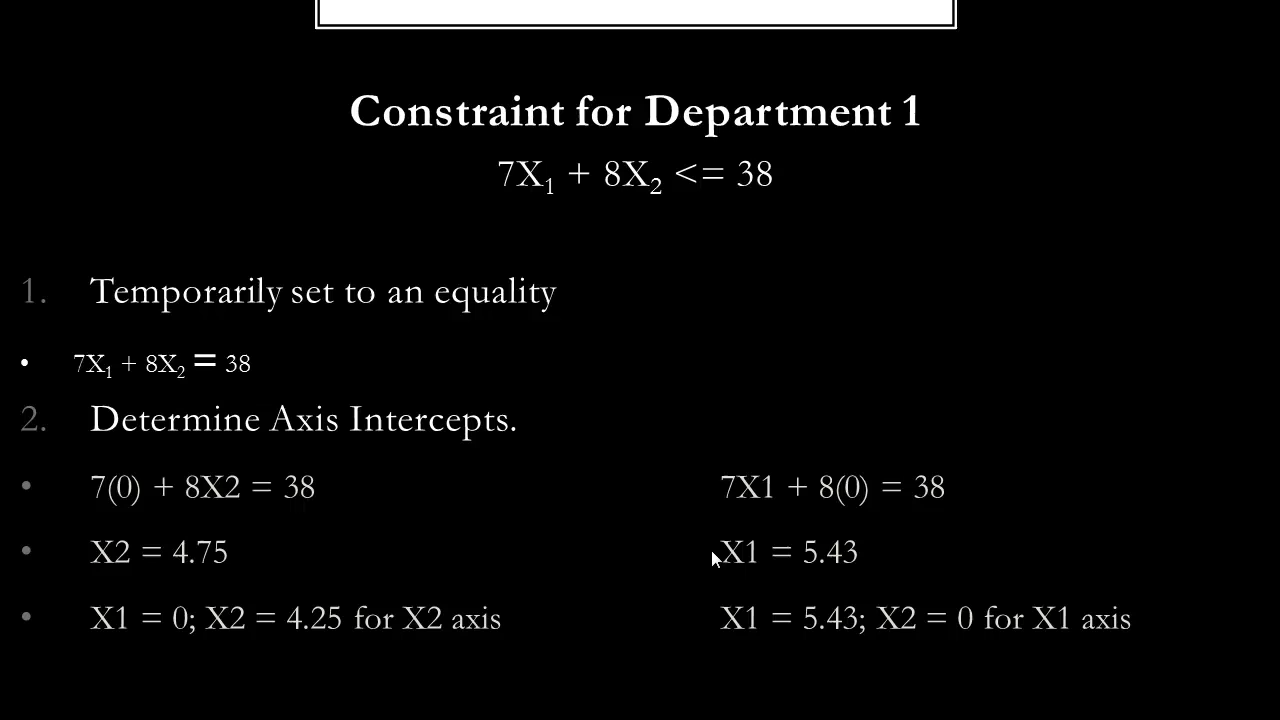 Constraint for Department 1
7X₁ + 8X₂ <= 38
1. Temporarily set to an equality
• 7X₁ + 8X₂ = 38
2. Determine Axis Intercepts.
• 7(0) + 8X2 = 38 7X1 + 8(0) = 38
• X2 = 4.75 X1 = 5.43
• X1 = 0; X2 = 4.25 for X2 axis X1 = 5.43; X2 = 0 for X1 axis